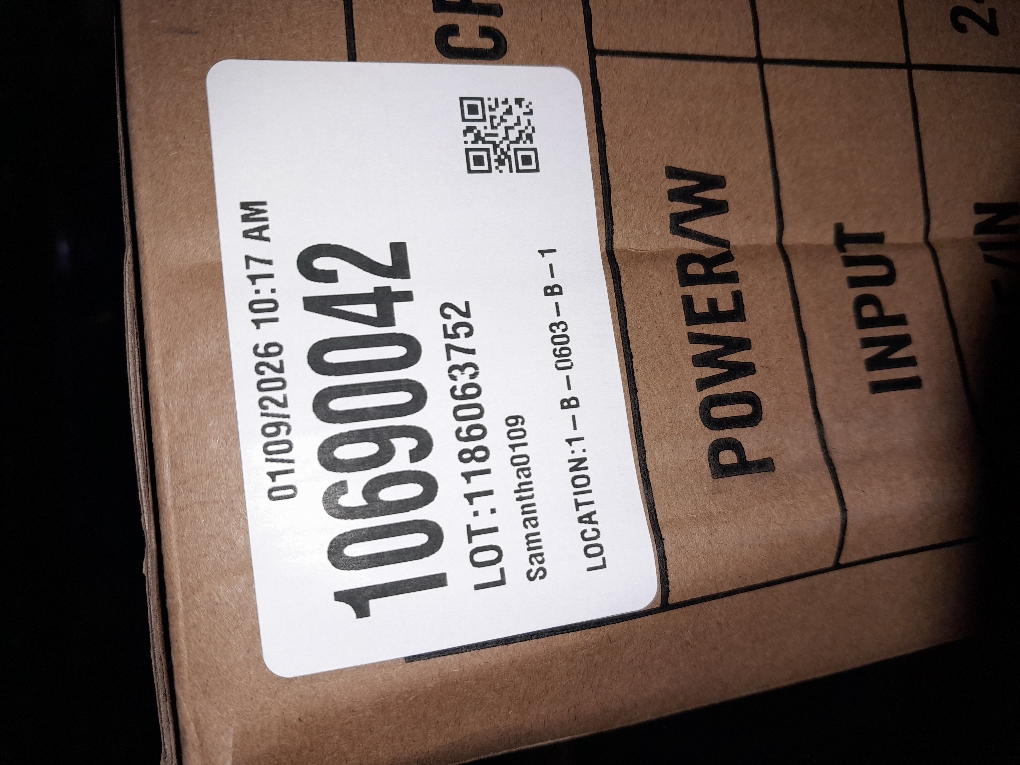 01/09/2026 10:17 AM
10690042
LOT:1186063752
Samantha0109
LOCATION:1-B-0603-B-1
POWER/W
INPUT